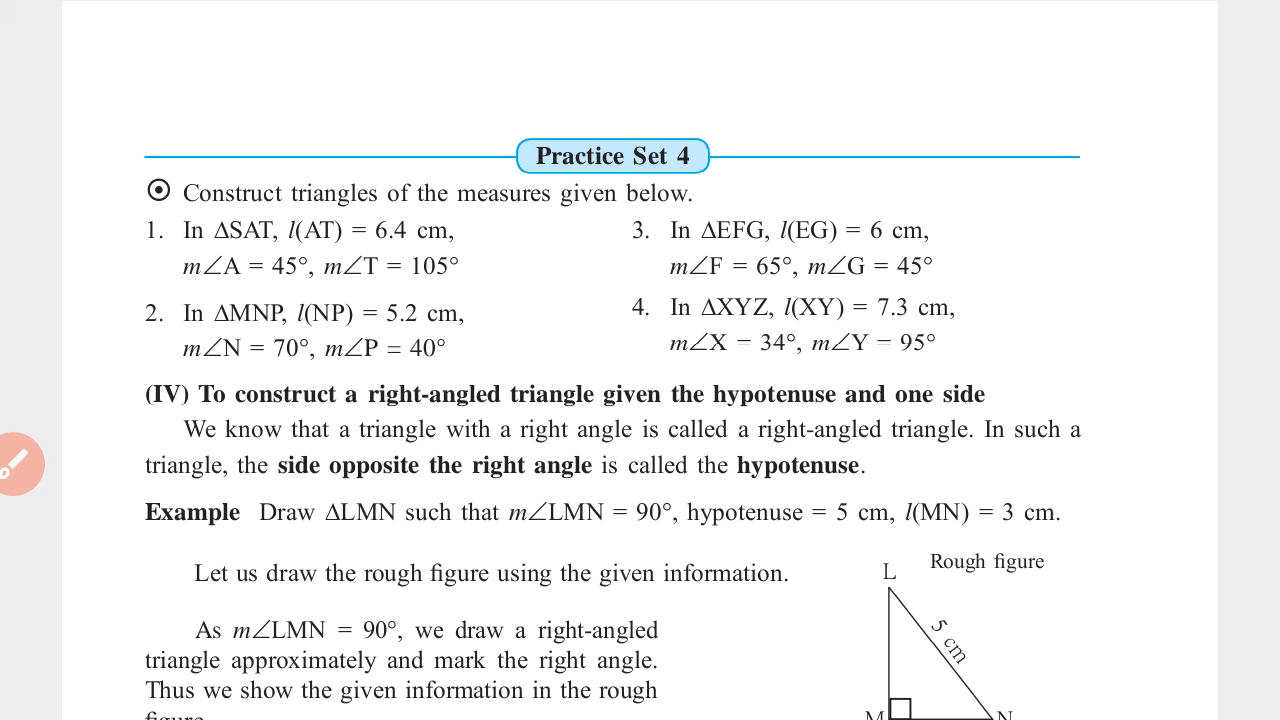 Practice Set 4
Construct triangles of the measures given below.
1. In ΔSAT, l(AT) = 6.4 cm,
m∠A = 45°, m∠T = 105°
2. In ΔMNP, l(NP) = 5.2 cm,
m∠N = 70°, m∠P = 40°
3. In ΔEFG, l(EG) = 6 cm,
m∠F = 65°, m∠G = 45°
4. In ΔXYZ, l(XY) = 7.3 cm,
m∠X = 34°, m∠Y = 95°
(IV) To construct a right-angled triangle given the hypotenuse and one side
We know that a triangle with a right angle is called a right-angled triangle. In such a
triangle, the side opposite the right angle is called the hypotenuse.
Example Draw ΔLMN such that m∠LMN = 90°, hypotenuse = 5 cm, l(MN) = 3 cm.
Let us draw the rough figure using the given information.
As m∠LMN = 90°, we draw a right-angled
triangle approximately and mark the right angle.
Thus we show the given information in the rough
figure.
Rough figure
L
5 cm
M
N